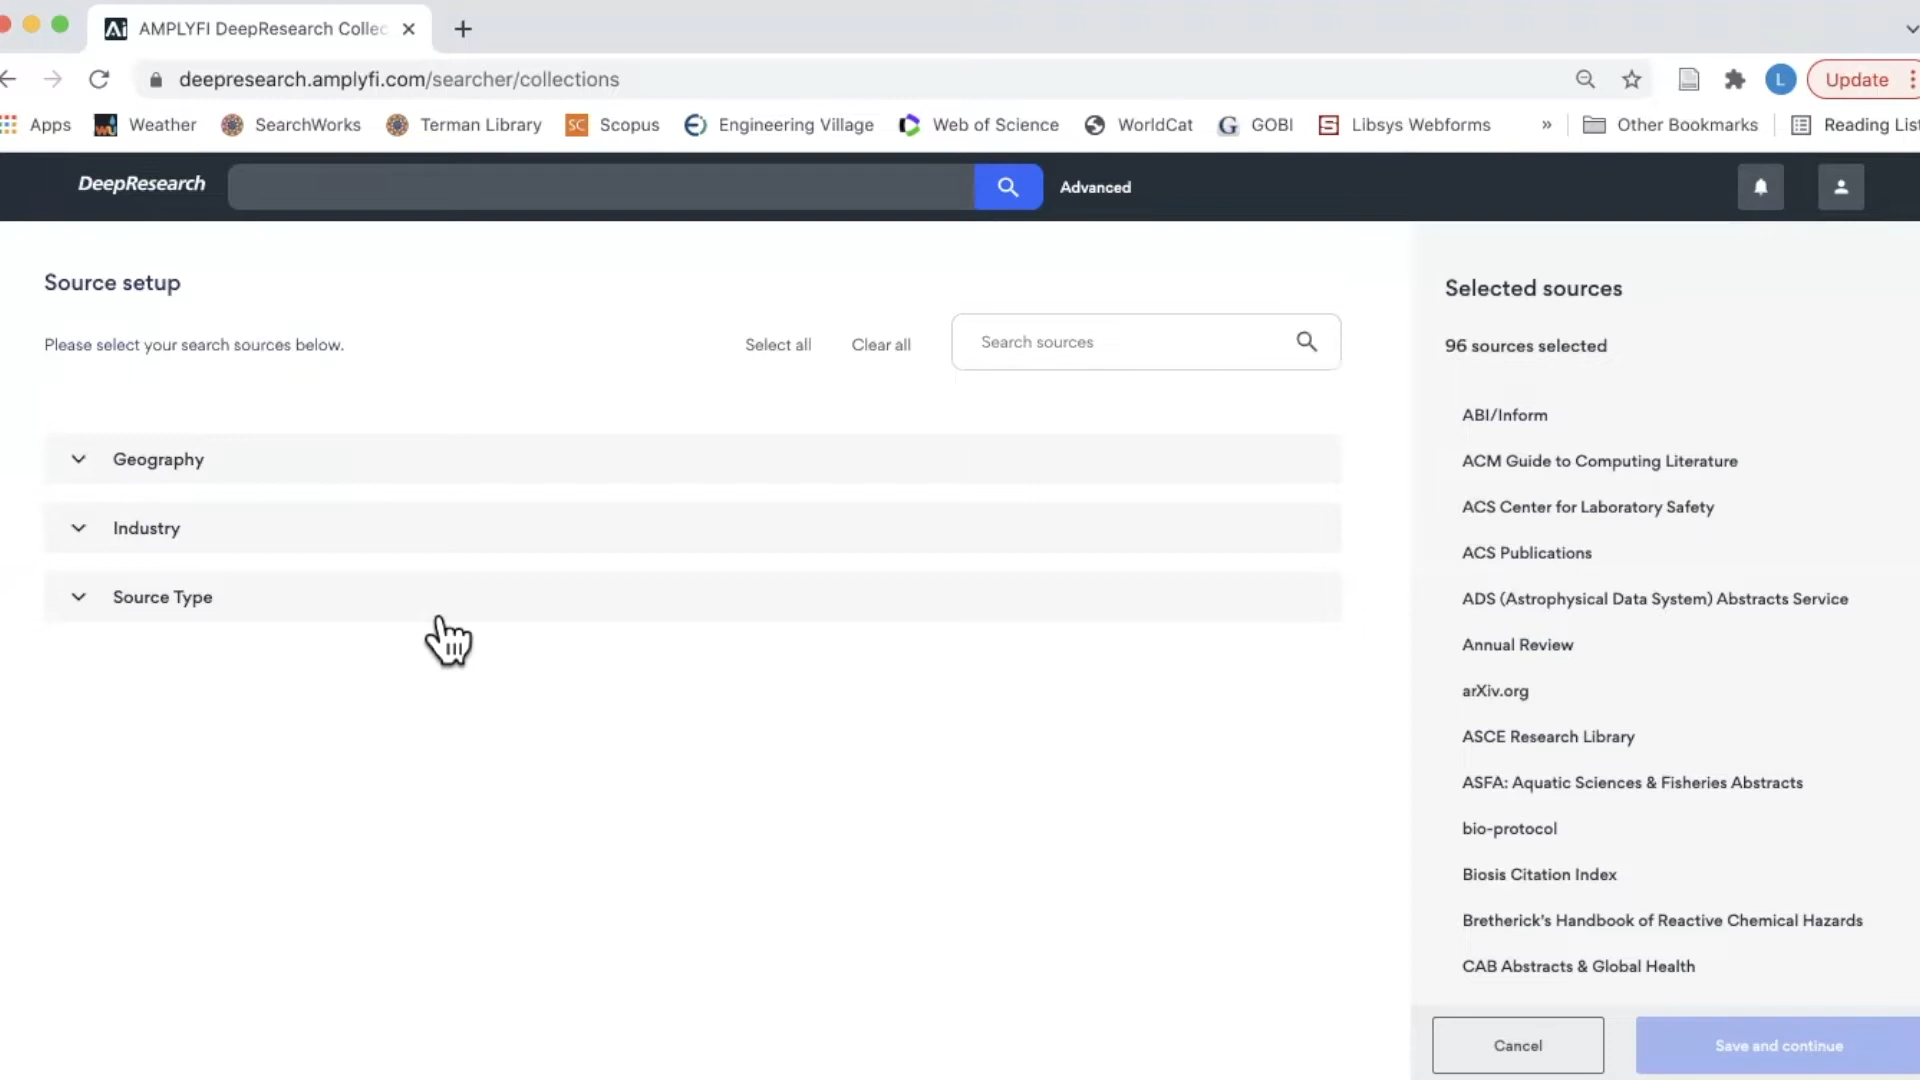 AMPLYFI DeepResearch Collec
deepresearch.amplyfi.com/searcher/collections
L
Update
Apps
Weather
SearchWorks
Terman Library
SC Scopus
Engineering Village
Web of Science
WorldCat
G GOBI
Libsys Webforms
»
Other Bookmarks
Reading List
DeepResearch
Advanced
Source setup
Please select your search sources below.
Select all
Clear all
Search sources
Geography
Industry
Source Type
Selected sources
96 sources selected
ABI/Inform
ACM Guide to Computing Literature
ACS Center for Laboratory Safety
ACS Publications
ADS (Astrophysical Data System) Abstracts Service
Annual Review
arXiv.org
ASCE Research Library
ASFA: Aquatic Sciences & Fisheries Abstracts
bio-protocol
Biosis Citation Index
Bretherick's Handbook of Reactive Chemical Hazards
CAB Abstracts & Global Health
Cancel
Save and continue